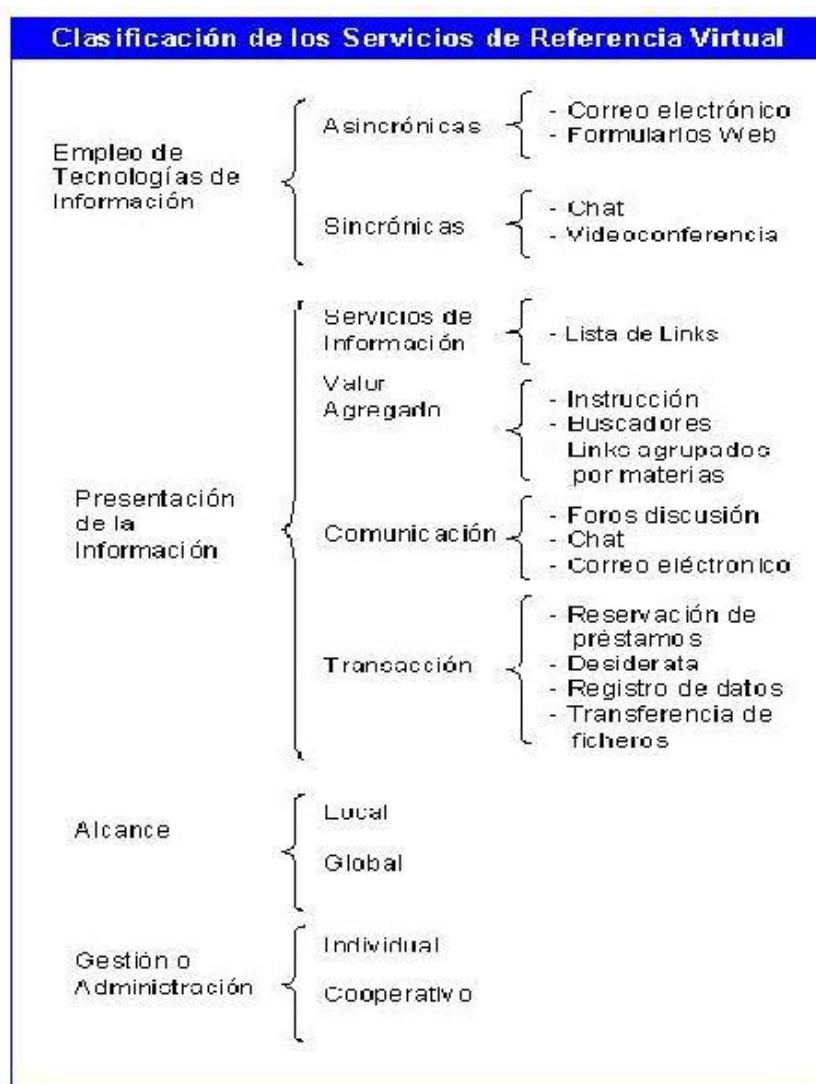 Clasificación de los Servicios de Referencia Virtual
Empleo de
Tecnologías de
Información
Asincrónicas
- Correo electrónico
- Formularios Web
Sincrónicas
- Chat
- Videoconferencia
Presentación
de la
Información
Servicios de
Información
- Lista de Links
Valor
Agregado
- Instrucción
- Buscadores
Links agrupados
por materias
Comunicación
- Foros discusión
- Chat
- Correo eléctronico
Transacción
- Reservación de
préstamos
- Desiderata
- Registro de datos
- Transferencia de
ficheros
Alcance
Local
Global
Gestión o
Administración
Individual
Cooperativo